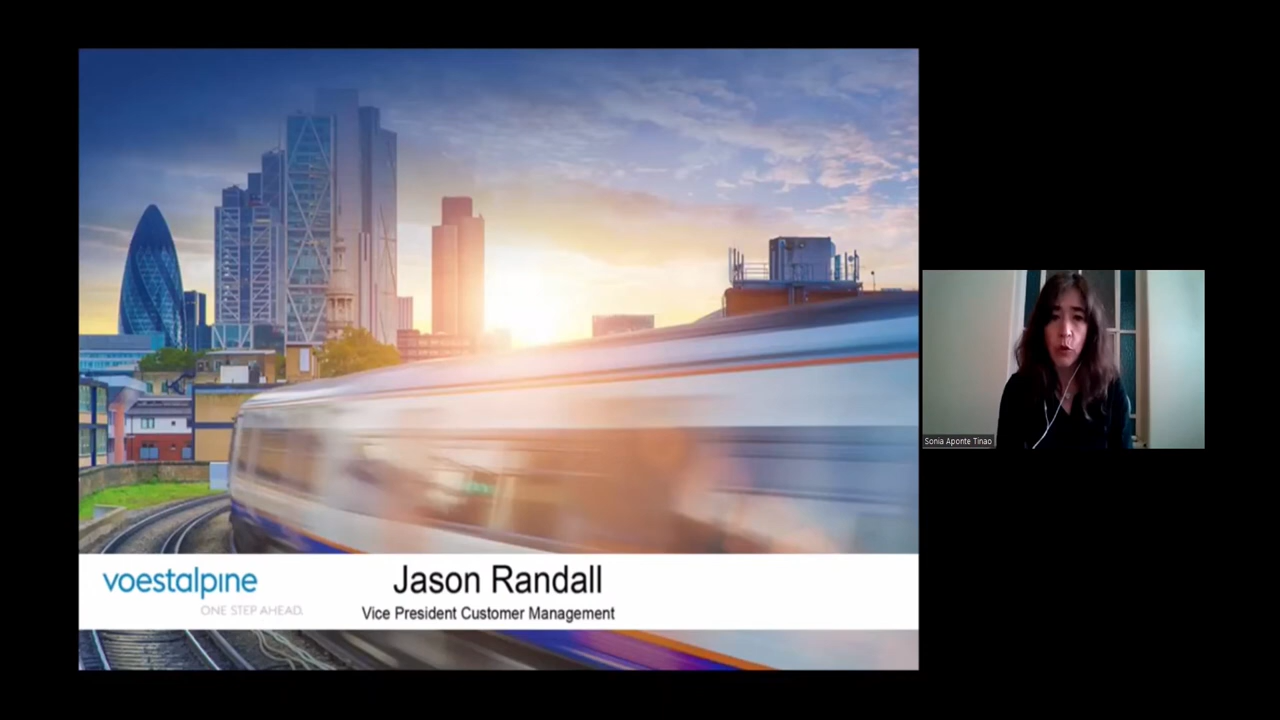 voestalpine
ONE STEP AHEAD.
Jason Randall
Vice President Customer Management
Sonia Aponte Tinao